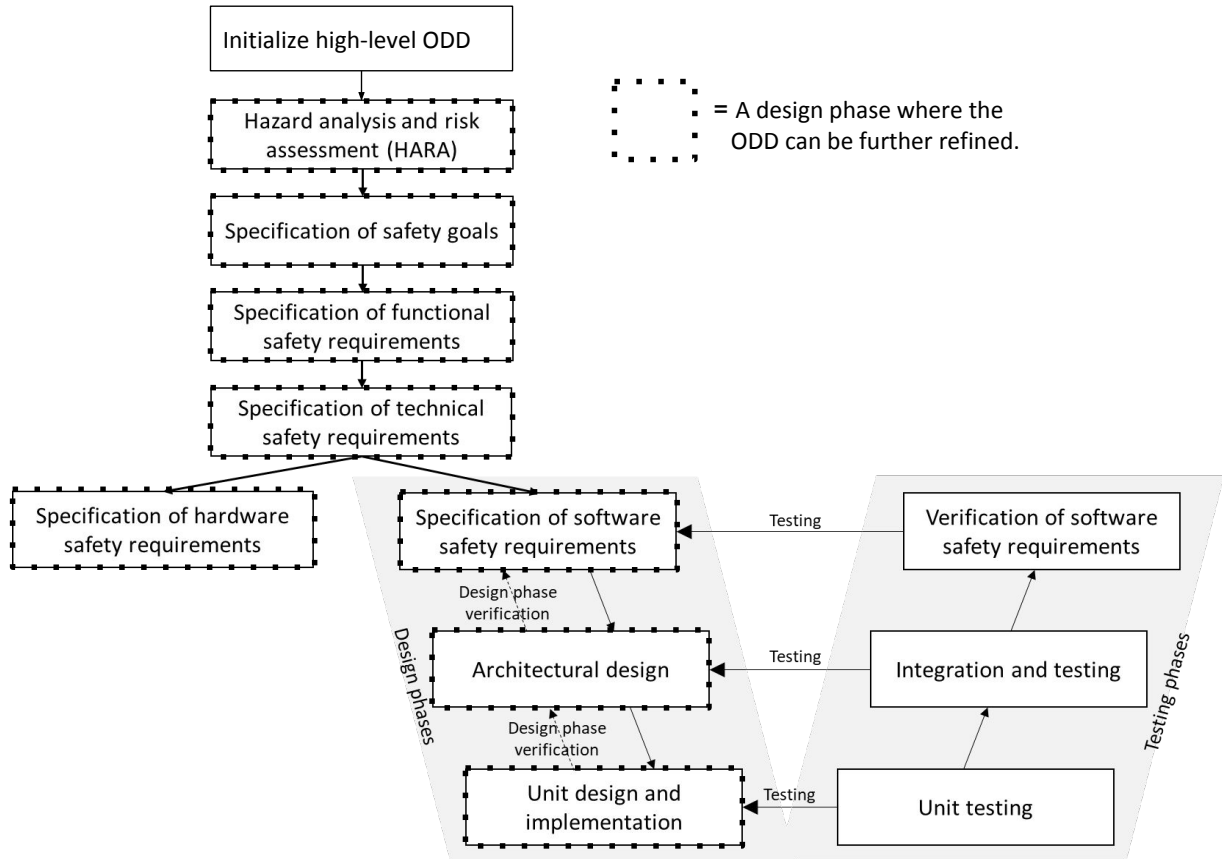 Initialize high-level ODD
Hazard analysis and risk
assessment (HARA)
= A design phase where the
ODD can be further refined.
Specification of safety goals
Specification of functional
safety requirements
Specification of technical
safety requirements
Specification of hardware
safety requirements
Specification of software
safety requirements
Testing
Verification of software
safety requirements
Design phase
verification
Design phases
Architectural design
Testing
Integration and testing
Testing phases
Design phase
verification
Unit design and
implementation
Testing
Unit testing